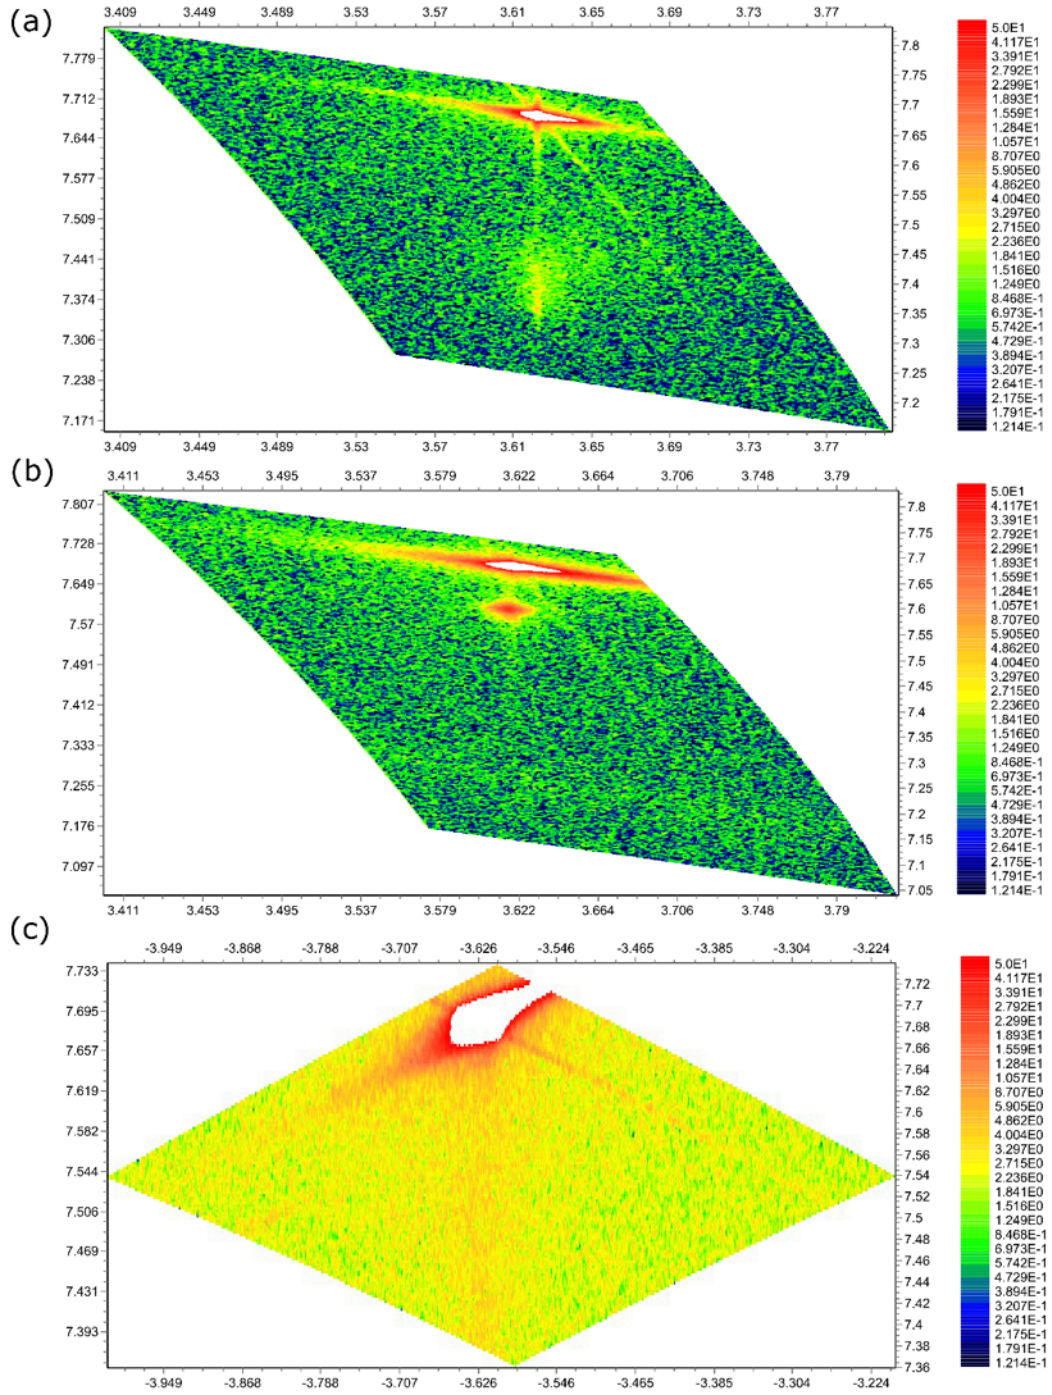 (a)
3.409 3.449 3.489 3.53 3.57 3.61 3.65 3.69 3.73 3.77
7.779
7.712
7.644
7.577
7.509
7.441
7.374
7.306
7.238
7.171
7.8
7.75
7.7
7.65
7.6
7.55
7.5
7.45
7.4
7.35
7.3
7.25
7.2
3.409 3.449 3.489 3.53 3.57 3.61 3.65 3.69 3.73 3.77
5.0E1
4.117E1
3.391E1
2.792E1
2.299E1
1.893E1
1.559E1
1.284E1
1.057E1
8.707E0
5.905E0
4.862E0
4.004E0
3.297E0
2.715E0
2.236E0
1.841E0
1.516E0
1.249E0
8.468E-1
6.973E-1
5.742E-1
4.729E-1
3.894E-1
3.207E-1
2.641E-1
2.175E-1
1.791E-1
1.214E-1
(b)
3.411 3.453 3.495 3.537 3.579 3.622 3.664 3.706 3.748 3.79
7.807
7.728
7.649
7.57
7.491
7.412
7.333
7.255
7.176
7.097
7.8
7.75
7.7
7.65
7.6
7.55
7.5
7.45
7.4
7.35
7.3
7.25
7.2
7.15
7.1
7.05
3.411 3.453 3.495 3.537 3.579 3.622 3.664 3.706 3.748 3.79
5.0E1
4.117E1
3.391E1
2.792E1
2.299E1
1.893E1
1.559E1
1.284E1
1.057E1
8.707E0
5.905E0
4.862E0
4.004E0
3.297E0
2.715E0
2.236E0
1.841E0
1.516E0
1.249E0
8.468E-1
6.973E-1
5.742E-1
4.729E-1
3.894E-1
3.207E-1
2.641E-1
2.175E-1
1.791E-1
1.214E-1
(c)
-3.949 -3.868 -3.788 -3.707 -3.626 -3.546 -3.465 -3.385 -3.304 -3.224
7.733
7.695
7.657
7.619
7.582
7.544
7.506
7.469
7.431
7.393
7.72
7.7
7.68
7.66
7.64
7.62
7.6
7.58
7.56
7.54
7.52
7.5
7.48
7.46
7.44
7.42
7.4
7.38
7.36
-3.949 -3.868 -3.788 -3.707 -3.626 -3.546 -3.465 -3.385 -3.304 -3.224
5.0E1
4.117E1
3.391E1
2.792E1
2.299E1
1.893E1
1.559E1
1.284E1
1.057E1
8.707E0
5.905E0
4.862E0
4.004E0
3.297E0
2.715E0
2.236E0
1.841E0
1.516E0
1.249E0
8.468E-1
6.973E-1
5.742E-1
4.729E-1
3.894E-1
3.207E-1
2.641E-1
2.175E-1
1.791E-1
1.214E-1